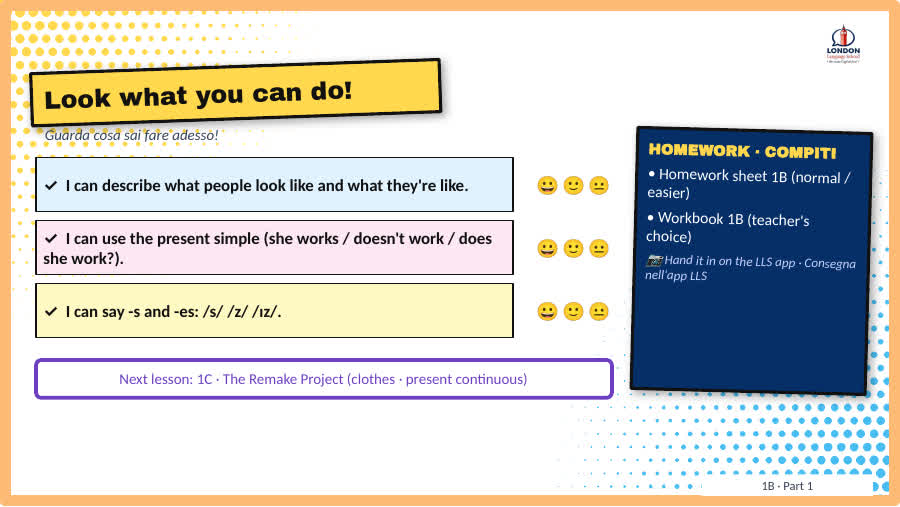 LONDON
Language School
Look what you can do!
Guarda cosa sai fare adesso!
✓ I can describe what people look like and what they're like.
✓ I can use the present simple (she works / doesn't work / does
she work?).
✓ I can say -s and -es: /s/ /z/ /ɪz/.
Next lesson: 1C · The Remake Project (clothes · present continuous)
HOMEWORK · COMPITI
• Homework sheet 1B (normal /
easier)
• Workbook 1B (teacher's
choice)
📷 Hand it in on the LLS app · Consegna
nell'app LLS
1B · Part 1